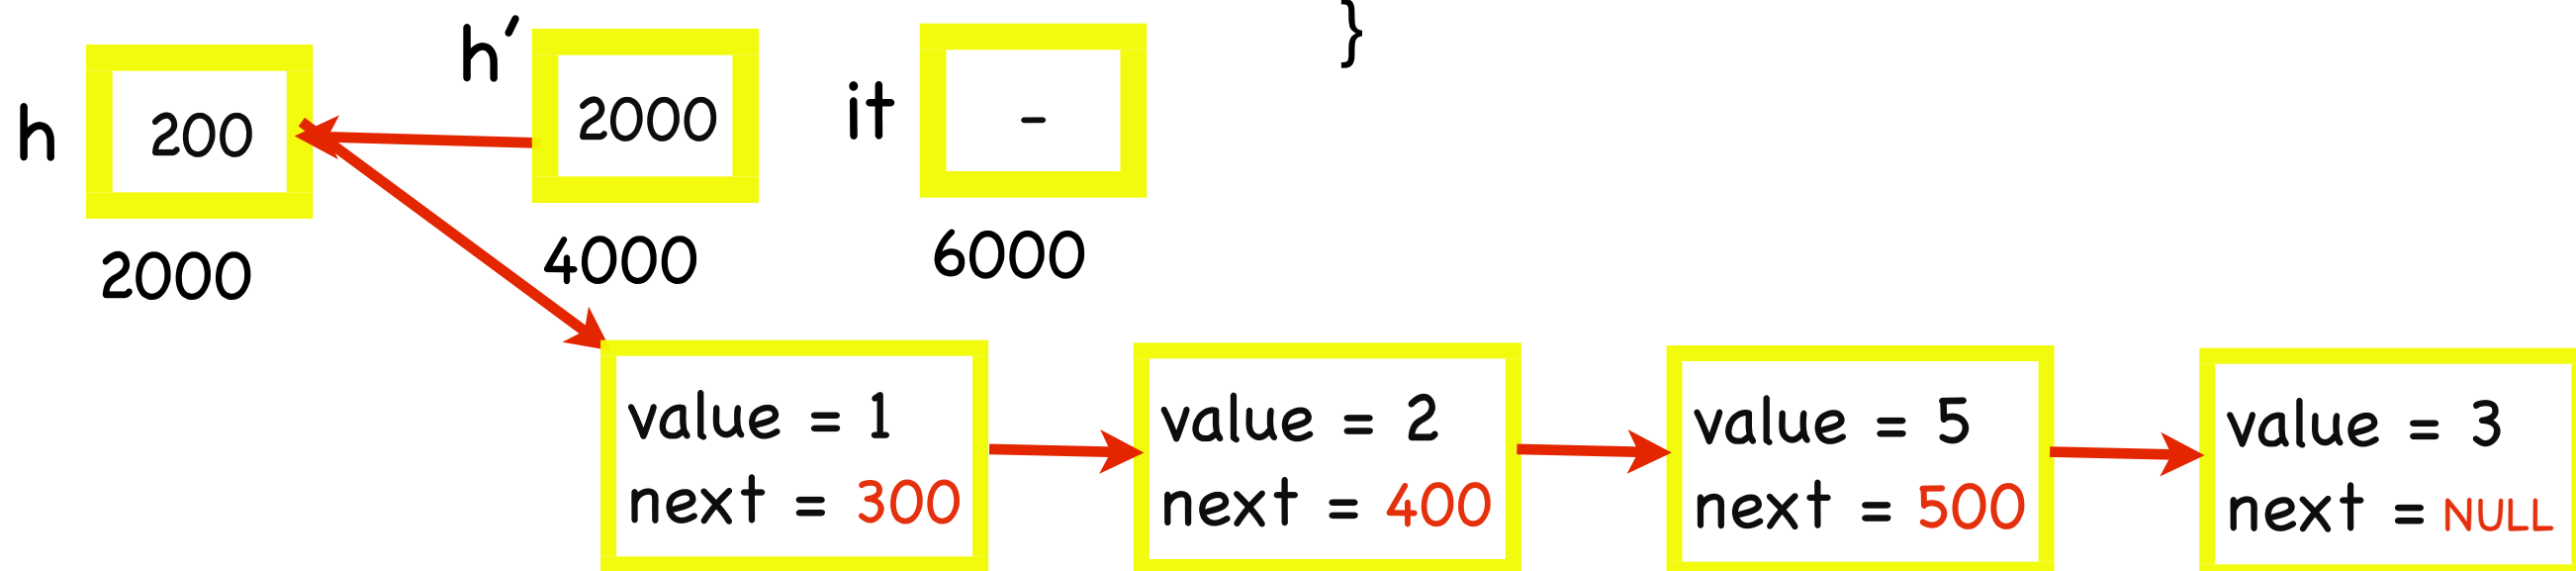 }
h 200
h′ 2000
it -
2000
4000
6000
value = 1
next = 300
value = 2
next = 400
value = 5
next = 500
value = 3
next = NULL